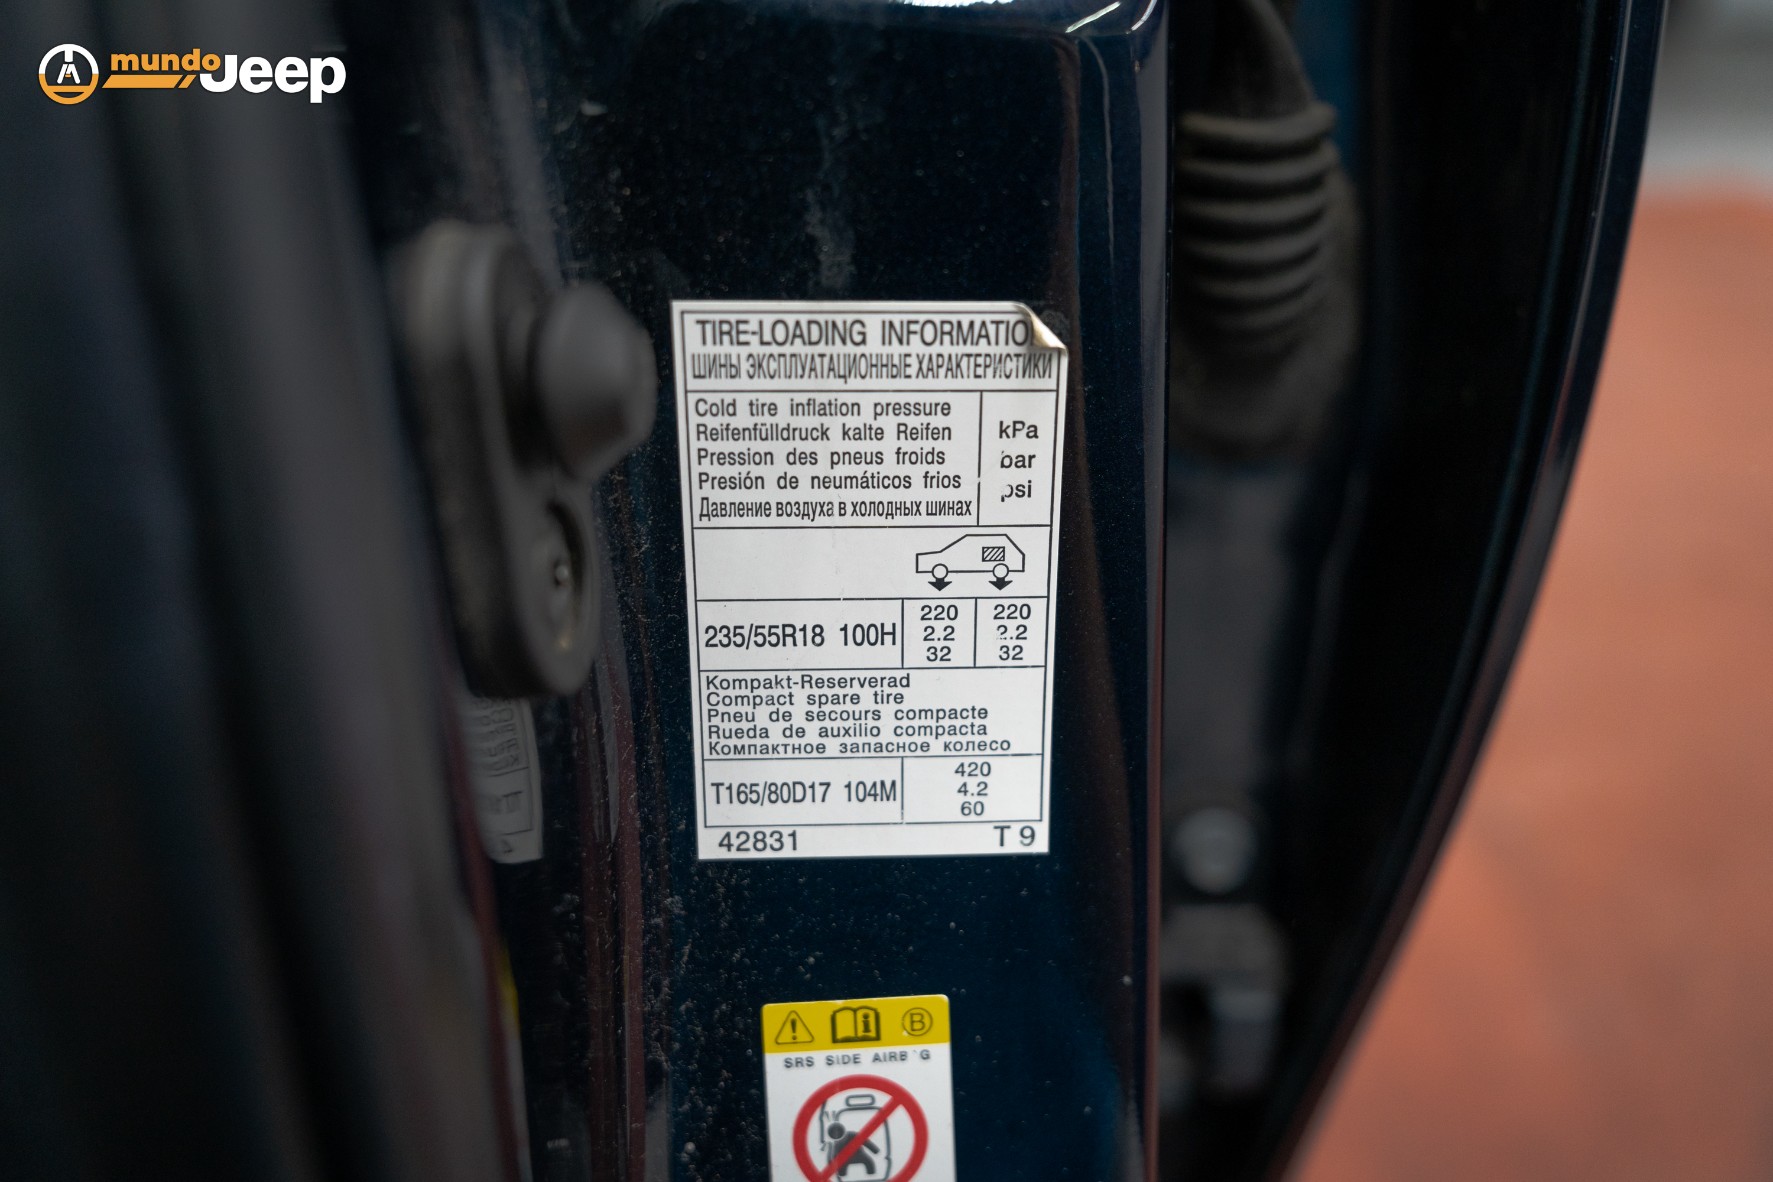 mundo
Jeep
TIRE-LOADING INFORMATIO
ШИНЫ ЭКСПЛУАТАЦИОННЫЕ ХАРАКТЕРИСТИКИ
Cold tire inflation pressure
Reifenfülldruck kalte Reifen
Pression des pneus froids
Presión de neumáticos frios
Давление воздуха в холодных шинах
kPa
bar
psi
235/55R18 100H
220
2.2
32
220
2.2
32
Kompakt-Reserverad
Compact spare tire
Pneu de secours compacte
Rueda de auxilio compacta
Компактное запасное колесо
T165/80D17 104M
420
4.2
60
42831
T 9
B
SRS SIDE AIRB G